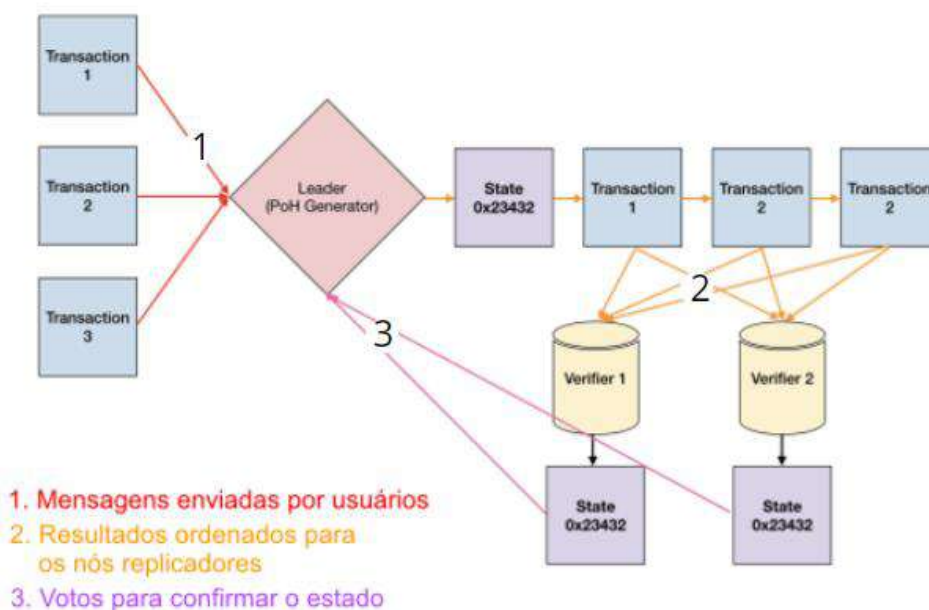 Transaction
1
1
Transaction
2
Transaction
3
Leader
(PoH Generator)
State
0x23432
Transaction
1
Transaction
2
Transaction
2
2
3
Verifier 1
Verifier 2
State
0x23432
State
0x23432
1. Mensagens enviadas por usuários
2. Resultados ordenados para
os nós replicadores
3. Votos para confirmar o estado